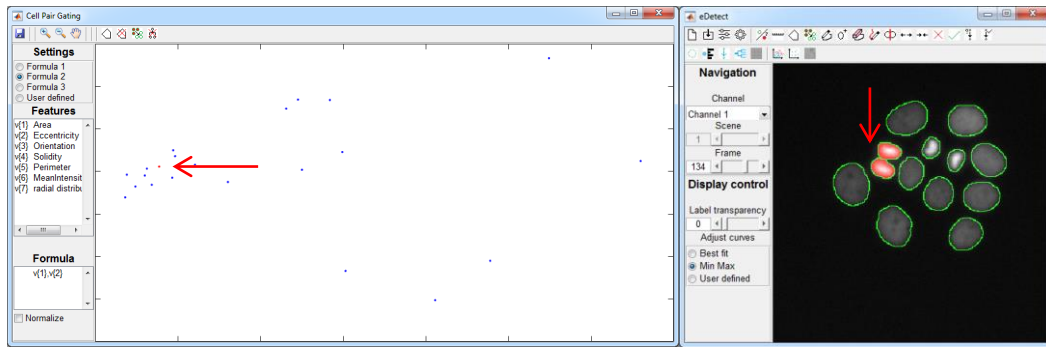 Cell Pair Gating
Settings
Formula 1
Formula 2
Formula 3
User defined
Features
v{1} Area
v{2} Eccentricity
v{3} Orientation
v{4} Solidity
v{5} Perimeter
v{6} MeanIntensit
v{7} radial distribu
Formula
v{1}.v{2}
Normalize
eDetect
Navigation
Channel
Channel 1
Scene
1
Frame
134
Display control
Label transparency
0
Adjust curves
Best fit
Min Max
User defined